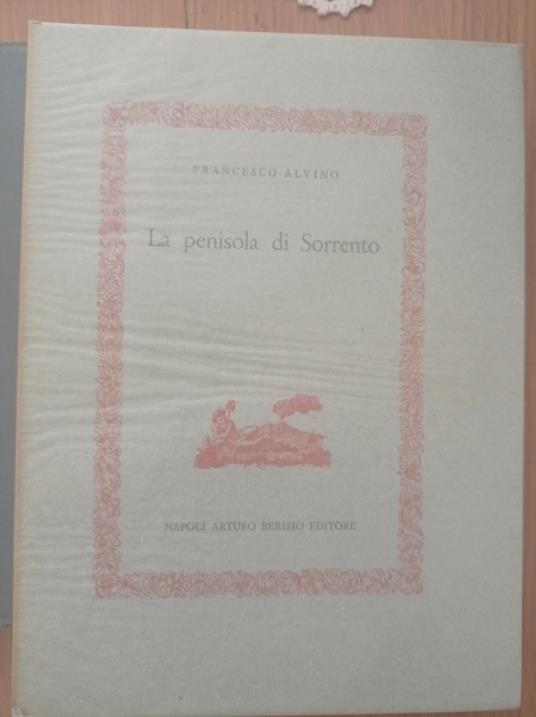 FRANCESCO ALVINO
La penisola di Sorrento
NAPOLI ARTURO BERISIO EDITORE